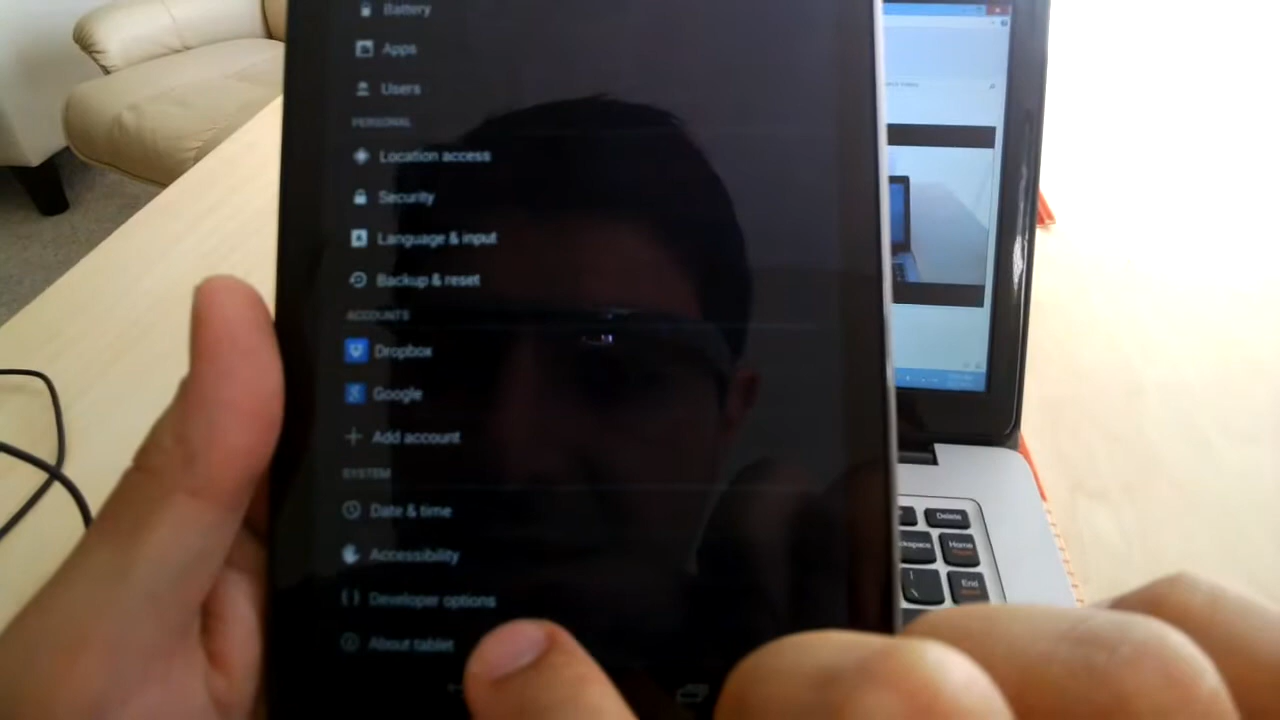 Battery
Apps
Users
PERSONAL
Location access
Security
Language & input
Backup & reset
ACCOUNTS
Dropbox
Google
Add account
SYSTEM
Date & time
Accessibility
Developer options
About tablet
Delete
Home
End